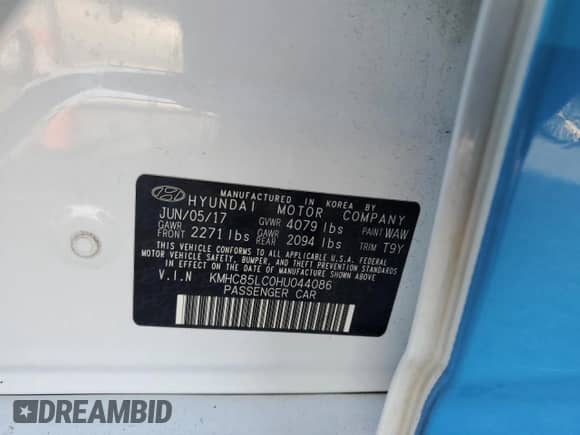 MANUFACTURED IN KOREA BY
HYUNDAI MOTOR COMPANY
JUN/05/17 GVWR 4079 lbs PAINT WAW
GAWR FRONT 2271 lbs GAWR REAR 2094 lbs TRIM T9Y
THIS VEHICLE CONFORMS TO ALL APPLICABLE U.S.A. FEDERAL
MOTOR VEHICLE SAFETY, BUMPER, AND THEFT PREVENTION STANDARDS
IN EFFECT ON THE DATE OF MANUFACTURE SHOWN ABOVE
V.I.N KMHC85LC0HU044086
PASSENGER CAR
DREAMBID